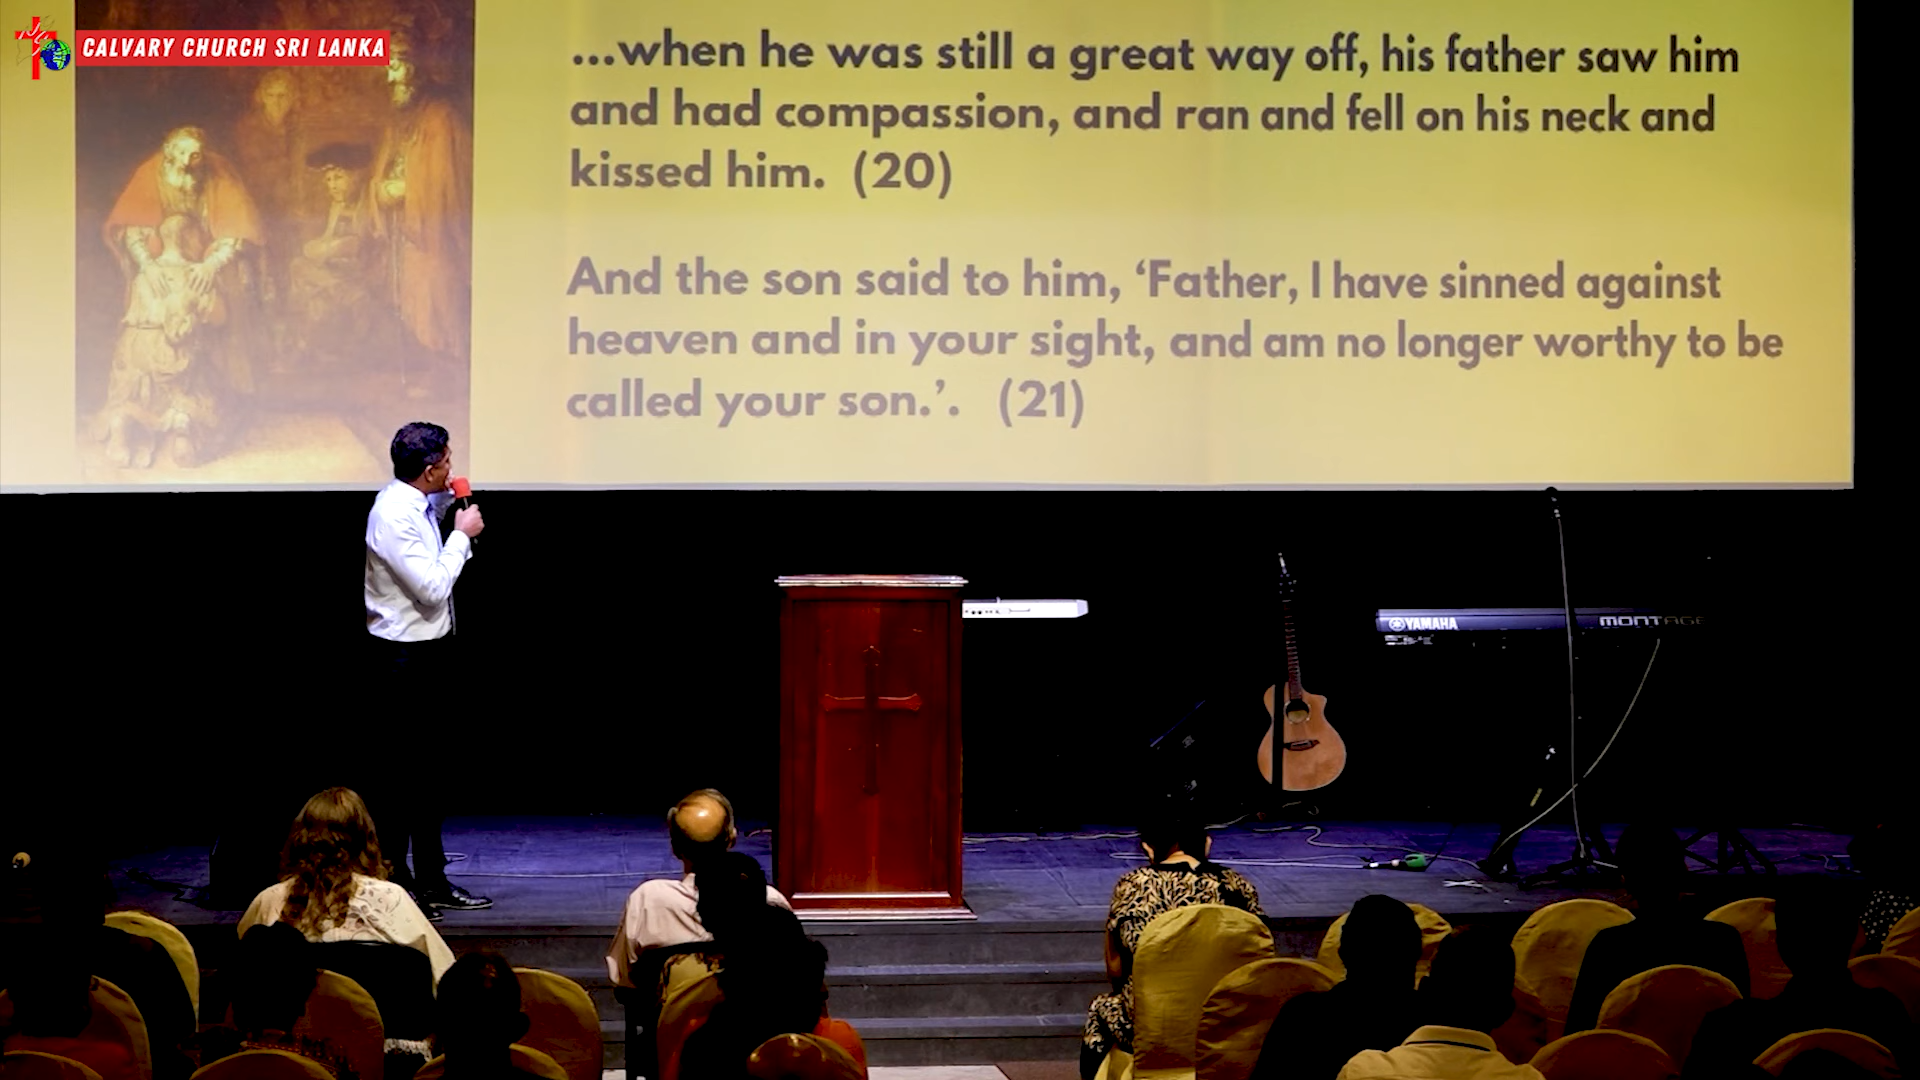 CALVARY CHURCH SRI LANKA
...when he was still a great way off, his father saw him
and had compassion, and ran and fell on his neck and
kissed him. (20)
And the son said to him, ‘Father, I have sinned against
heaven and in your sight, and am no longer worthy to be
called your son.’. (21)
YAMAHA
MONTAGE